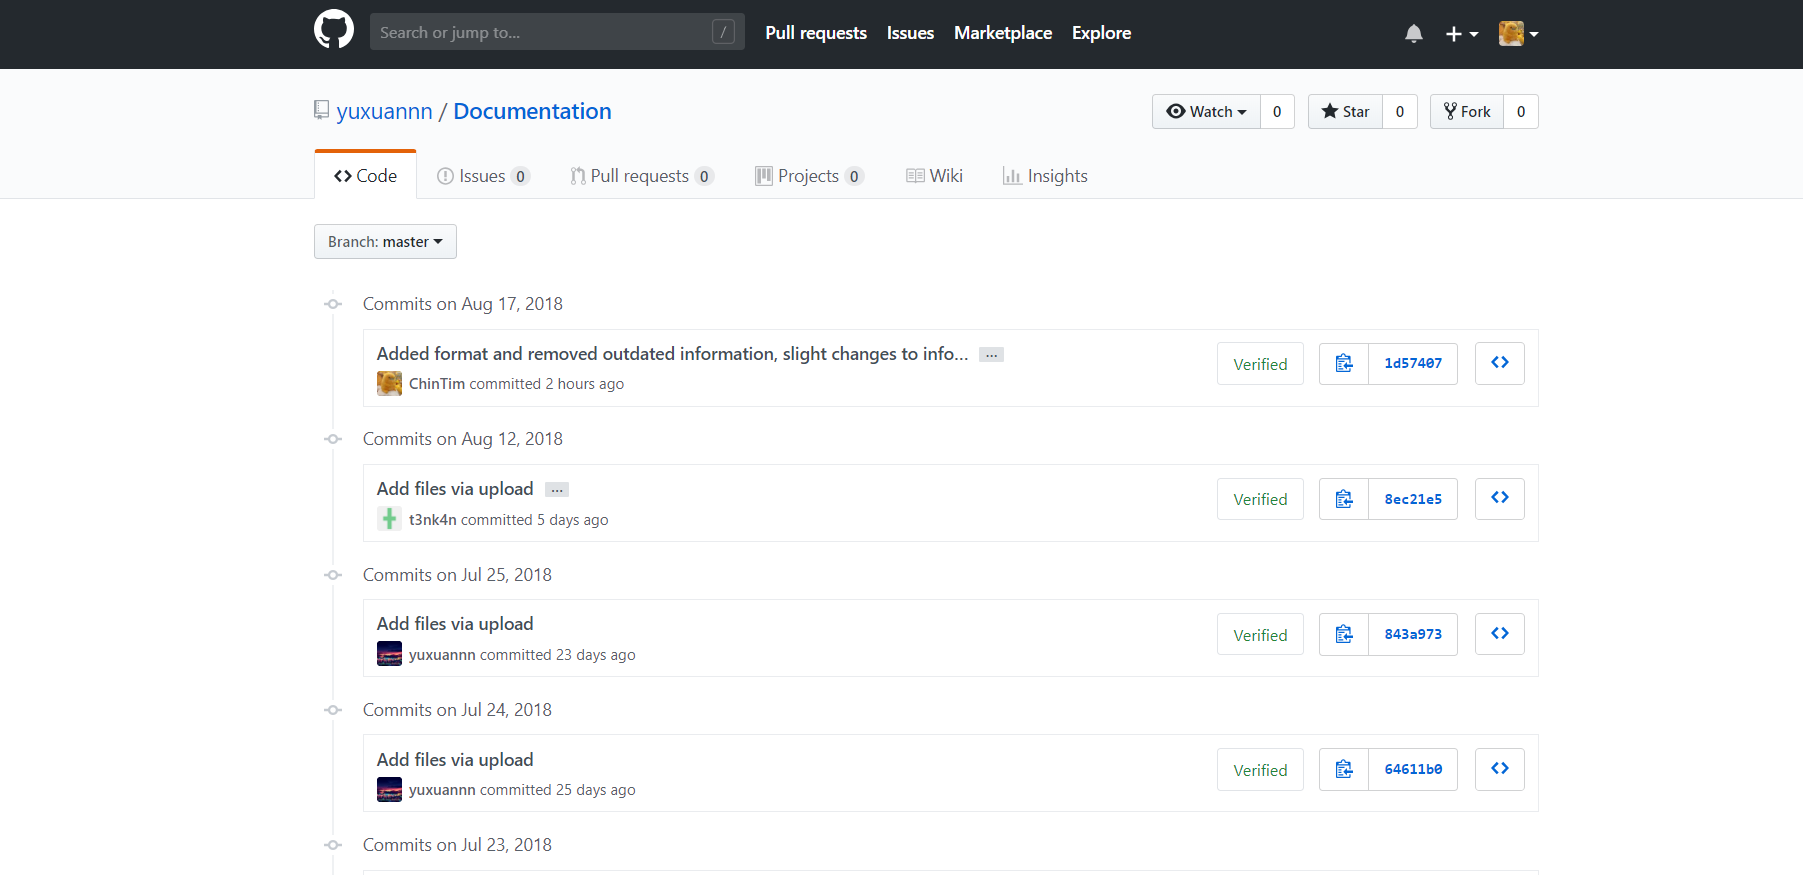 Search or jump to... / Pull requests Issues Marketplace Explore
yuxuannn / Documentation Watch 0 Star 0 Fork 0
Code Issues 0 Pull requests 0 Projects 0 Wiki Insights
Branch: master
Commits on Aug 17, 2018
Added format and removed outdated information, slight changes to info... ... Verified 1d57407
ChinTim committed 2 hours ago
Commits on Aug 12, 2018
Add files via upload ... Verified 8ec21e5
t3nk4n committed 5 days ago
Commits on Jul 25, 2018
Add files via upload Verified 843a973
yuxuannn committed 23 days ago
Commits on Jul 24, 2018
Add files via upload Verified 64611b0
yuxuannn committed 25 days ago
Commits on Jul 23, 2018